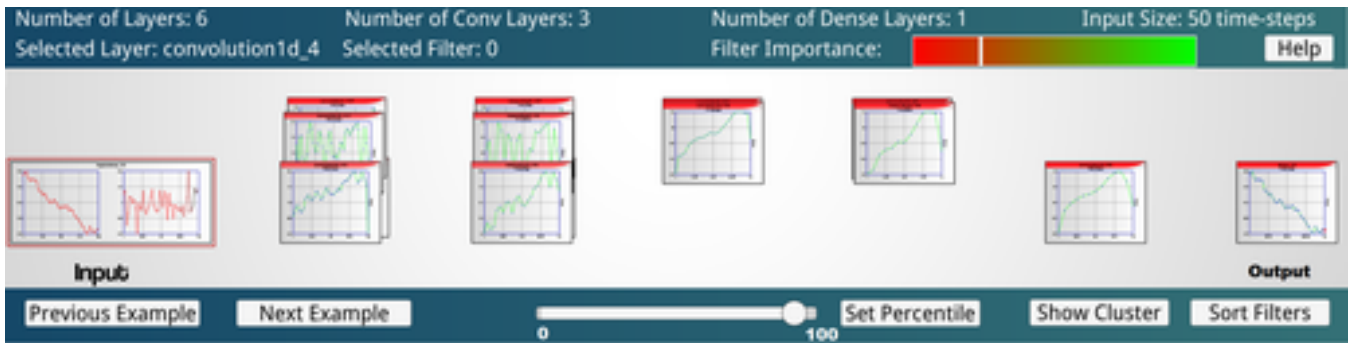 Number of Layers: 6 Number of Conv Layers: 3 Number of Dense Layers: 1 Input Size: 50 time-steps
Selected Layer: convolution1d_4 Selected Filter: 0 Filter Importance: Help
Input
Output
Previous Example Next Example 0 100 Set Percentile Show Cluster Sort Filters